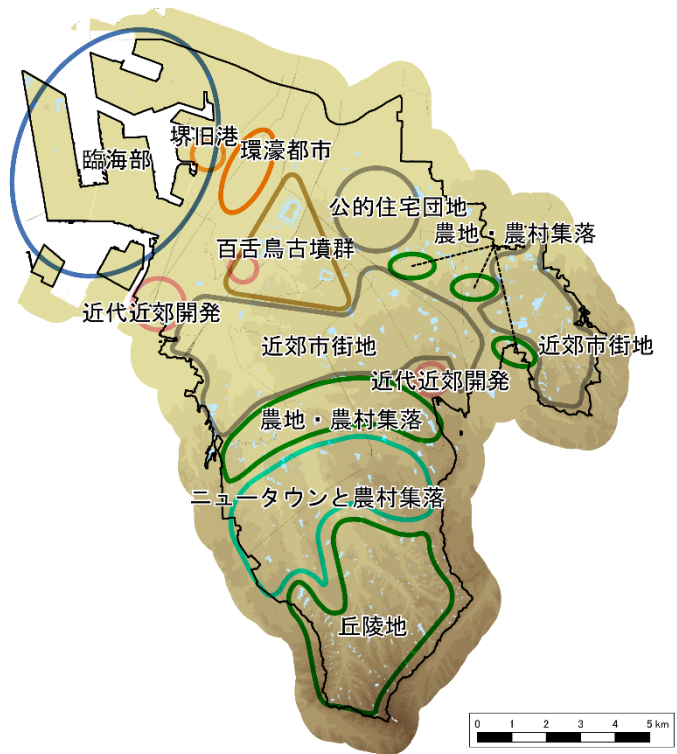 堺旧港
環濠都市
臨海部
公的住宅団地
農地・農村集落
百舌鳥古墳群
近代近郊開発
近郊市街地
近郊市街地
近代近郊開発
農地・農村集落
ニュータウンと農村集落
丘陵地
0 1 2 3 4 5 km